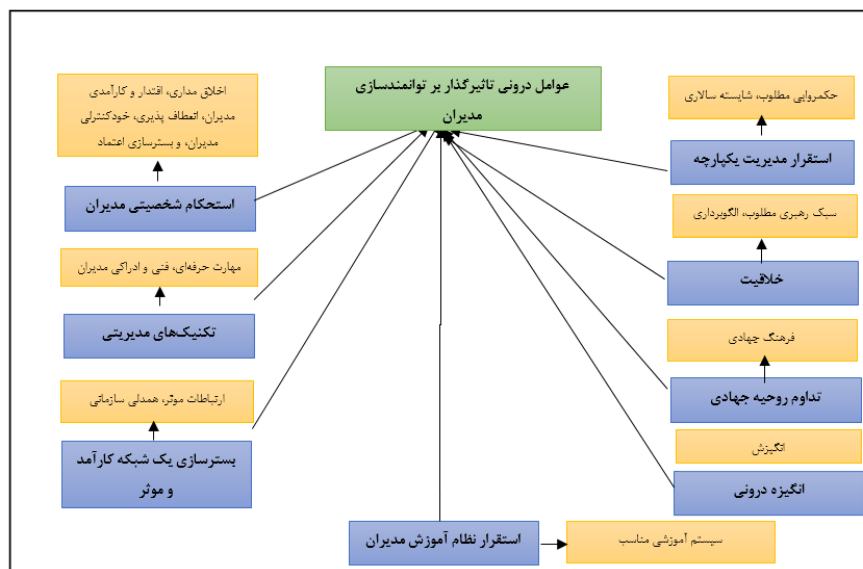 عوامل درونی تاثیرگذار بر توانمندسازی
مدیران
حکمروایی مطلوب، شایسته سالاری
استقرار مدیریت یکپارچه
سبک رهبری مطلوب، الگوبرداری
خلاقیت
فرهنگ جهادی
تداوم روحیه جهادی
انگیزش
انگیزه درونی
اخلاق مداری، اقتدار و کارآمدی
مدیران، انعطاف پذیری، خودکنترلی
مدیران، و بسترسازی اعتماد
استحکام شخصیتی مدیران
مهارت حرفه‌ای، فنی و ادراکی مدیران
تکنیک‌های مدیریتی
ارتباطات موثر، همدلی سازمانی
بسترسازی یک شبکه کارآمد
و موثر
استقرار نظام آموزش مدیران
سیستم آموزشی مناسب